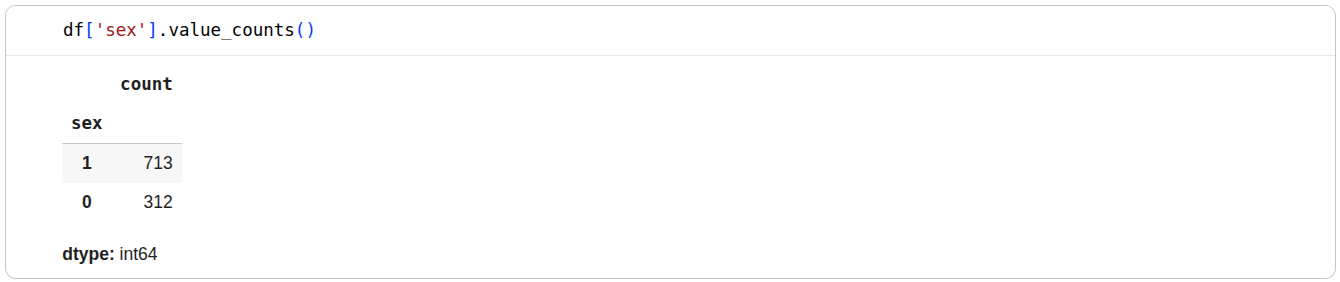 df['sex'].value_counts()
count
sex
1 713
0 312
dtype: int64